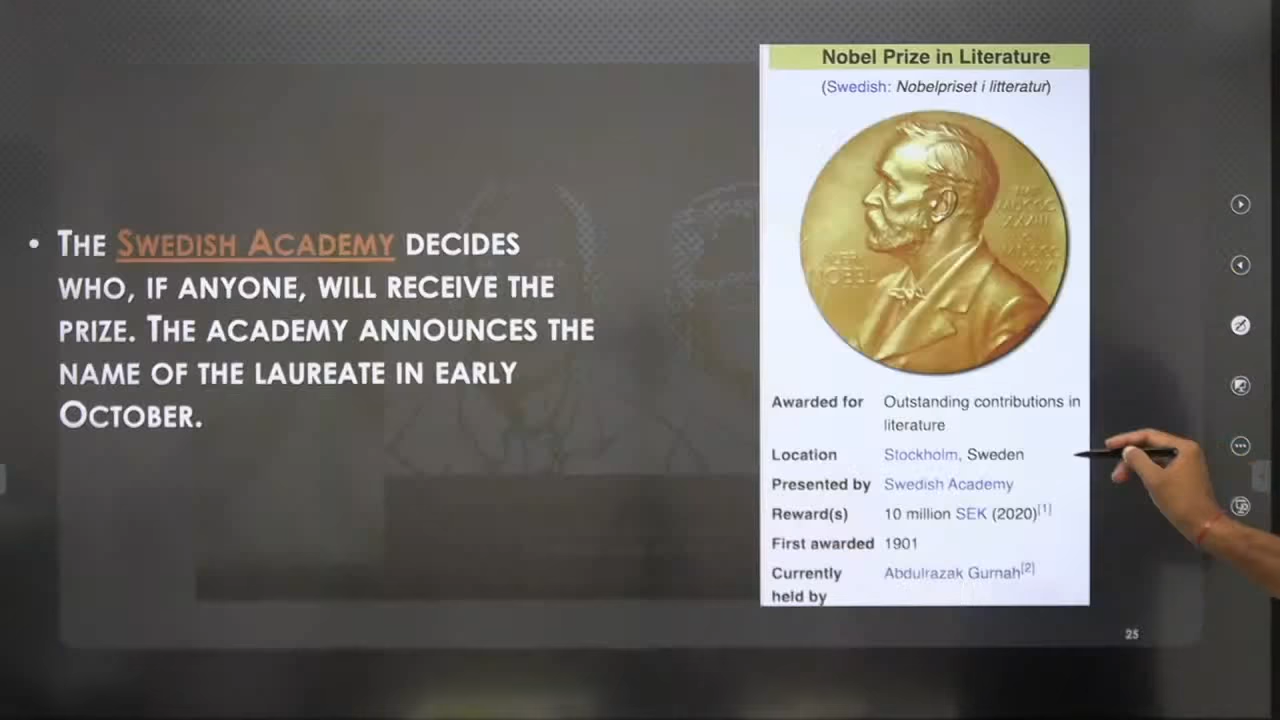 • THE SWEDISH ACADEMY DECIDES
WHO, IF ANYONE, WILL RECEIVE THE
PRIZE. THE ACADEMY ANNOUNCES THE
NAME OF THE LAUREATE IN EARLY
OCTOBER.
Nobel Prize in Literature
(Swedish: Nobelpriset i litteratur)
NOBEL
Awarded for Outstanding contributions in
literature
Location Stockholm, Sweden
Presented by Swedish Academy
Reward(s) 10 million SEK (2020)[1]
First awarded 1901
Currently Abdulrazak Gurnah[2]
held by
25